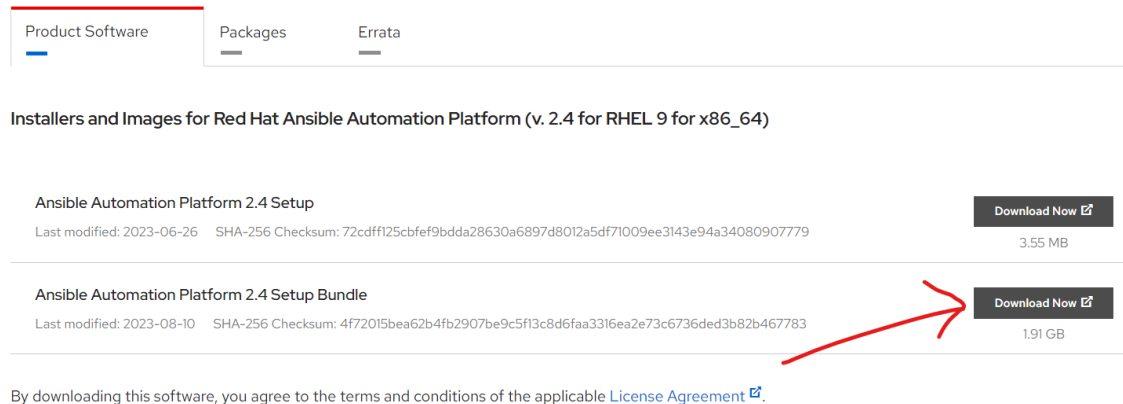 Product Software Packages Errata
Installers and Images for Red Hat Ansible Automation Platform (v. 2.4 for RHEL 9 for x86_64)
Ansible Automation Platform 2.4 Setup
Download Now
Last modified: 2023-06-26 SHA-256 Checksum: 72cdff125cbfef9bdda28630a6897d8012a5df71009ee3143e94a34080907779
3.55 MB
Ansible Automation Platform 2.4 Setup Bundle
Download Now
Last modified: 2023-08-10 SHA-256 Checksum: 4f72015bea62b4fb2907be9c5f13c8d6faa3316ea2e73c6736ded3b82b467783
1.91 GB
By downloading this software, you agree to the terms and conditions of the applicable License Agreement.